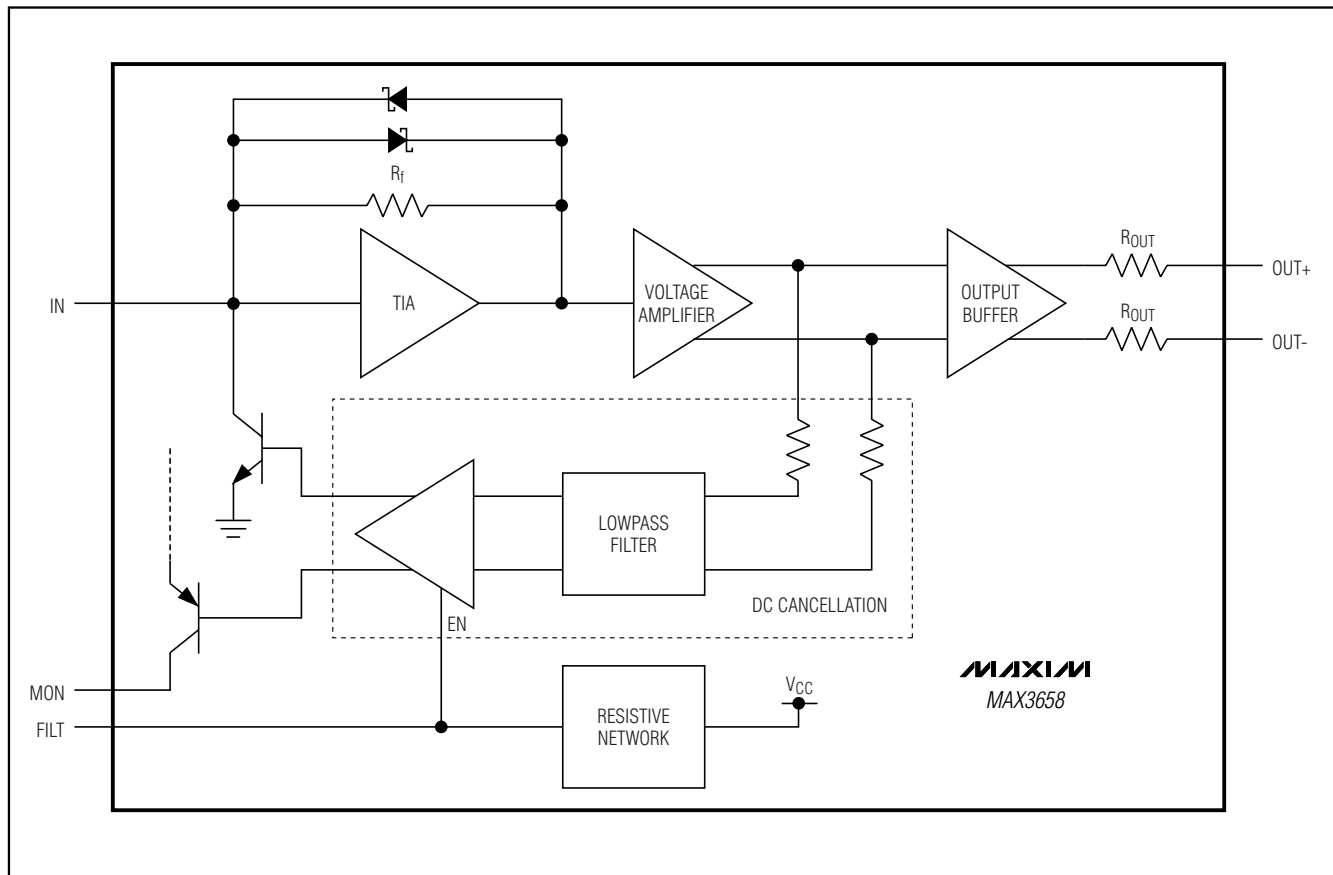 Rf
IN
TIA
VOLTAGE
AMPLIFIER
OUTPUT
BUFFER
ROUT
OUT+
ROUT
OUT-
LOWPASS
FILTER
DC CANCELLATION
EN
MON
FILT
RESISTIVE
NETWORK
VCC
MAXIM
MAX3658